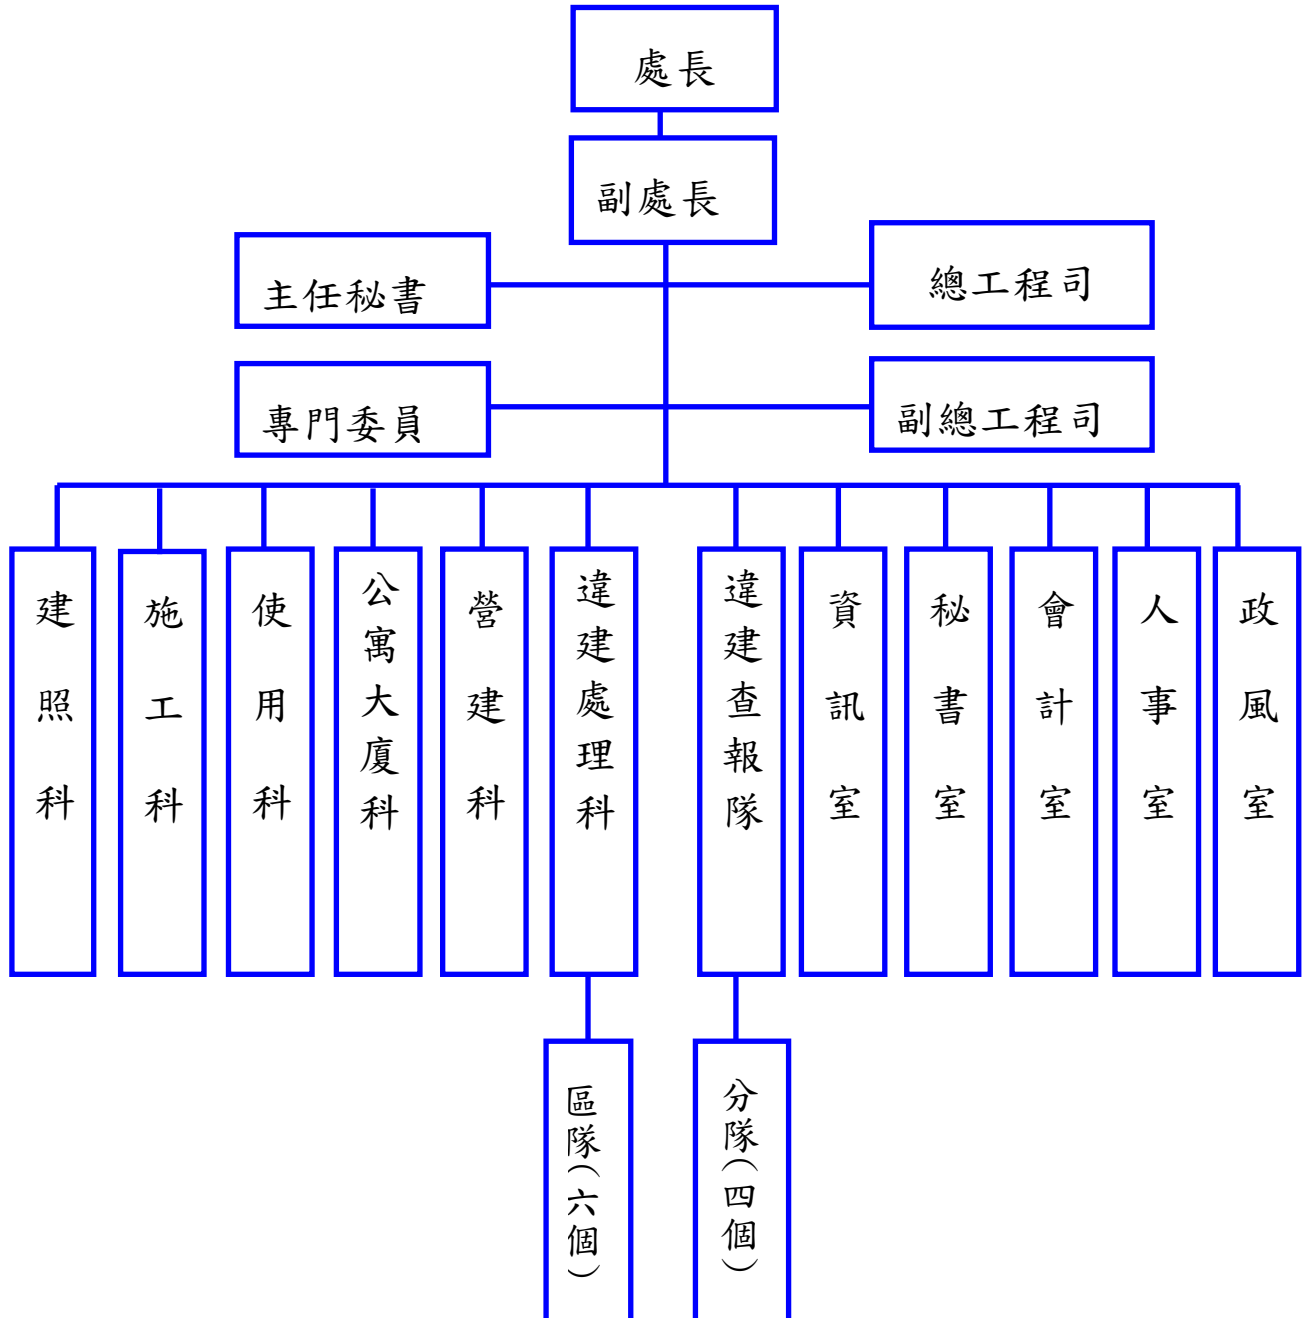 處長
副處長
主任秘書
總工程司
專門委員
副總工程司
建照科
施工科
使用科
公寓大廈科
營建科
違建處理科
違建查報隊
資訊室
秘書室
會計室
人事室
政風室
區隊（六個）
分隊（四個）